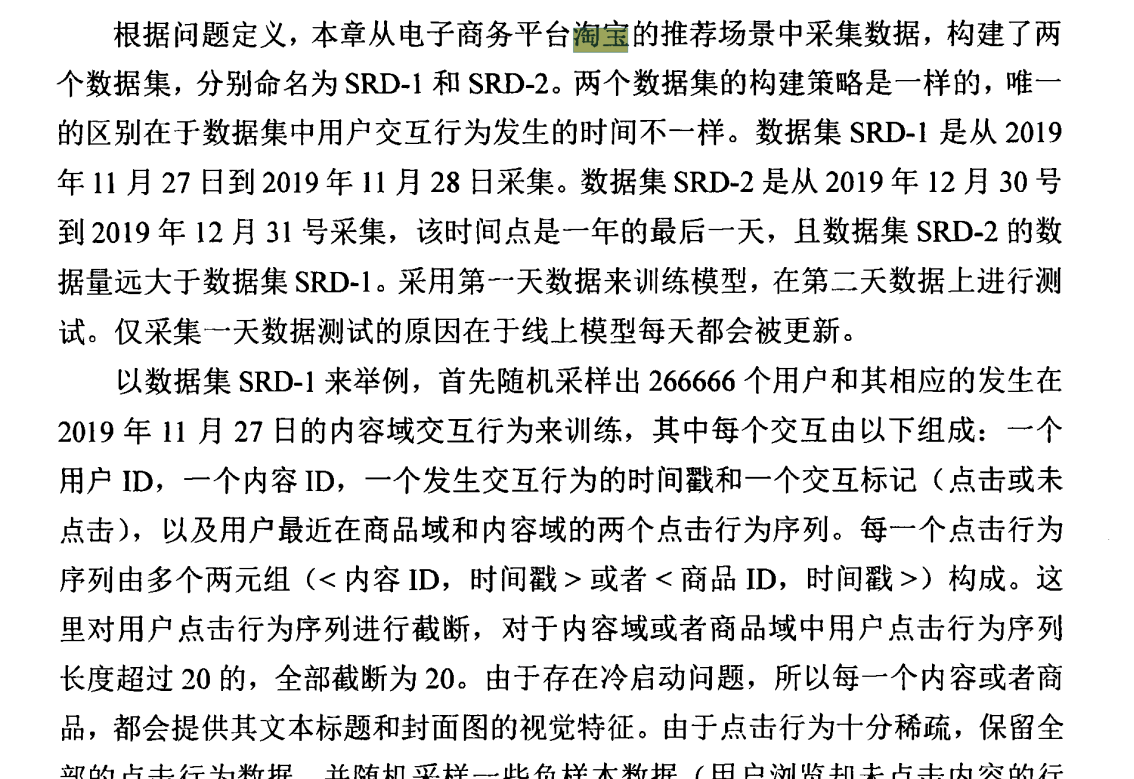 根据问题定义，本章从电子商务平台淘宝的推荐场景中采集数据，构建了两
个数据集，分别命名为 SRD-1 和 SRD-2。两个数据集的构建策略是一样的，唯一
的区别在于数据集中用户交互行为发生的时间不一样。数据集 SRD-1 是从 2019
年 11 月 27 日到 2019 年 11 月 28 日采集。数据集 SRD-2 是从 2019 年 12 月 30 号
到 2019 年 12 月 31 号采集，该时间点是一年的最后一天，且数据集 SRD-2 的数
据量远大于数据集 SRD-1。采用第一天数据来训练模型，在第二天数据上进行测
试。仅采集一天数据测试的原因在于线上模型每天都会被更新。
以数据集 SRD-1 来举例，首先随机采样出 266666 个用户和其相应的发生在
2019 年 11 月 27 日的内容域交互行为来训练，其中每个交互由以下组成：一个
用户 ID，一个内容 ID，一个发生交互行为的时间戳和一个交互标记（点击或未
点击），以及用户最近在商品域和内容域的两个点击行为序列。每一个点击行为
序列由多个两元组（< 内容 ID，时间戳 > 或者 < 商品 ID，时间戳 >）构成。这
里对用户点击行为序列进行截断，对于内容域或者商品域中用户点击行为序列
长度超过 20 的，全部截断为 20。由于存在冷启动问题，所以每一个内容或者商
品，都会提供其文本标题和封面图的视觉特征。由于点击行为十分稀疏，保留全
部的点击行为数据，并随机采样一些负样本数据（用户浏览却未点击内容的行